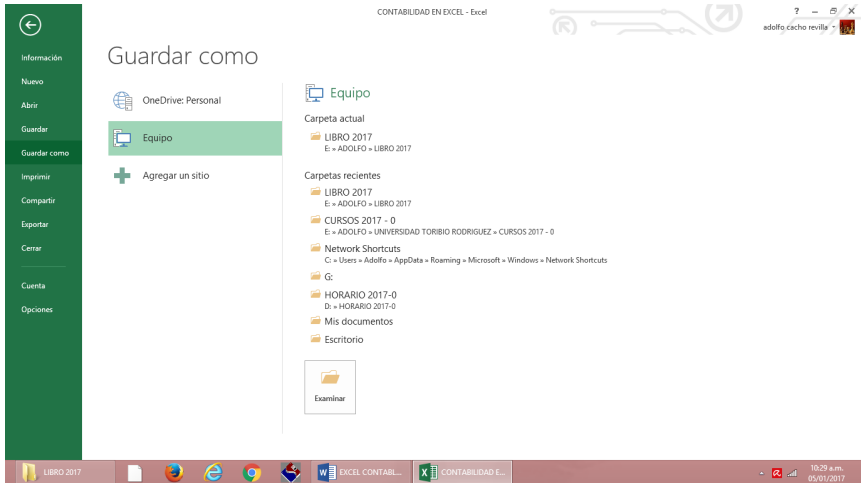 CONTABILIDAD EN EXCEL - Excel
?
adolfo cacho revilla
Información
Nuevo
Abrir
Guardar
Guardar como
Imprimir
Compartir
Exportar
Cerrar
Cuenta
Opciones
Guardar como
OneDrive: Personal
Equipo
Agregar un sitio
Equipo
Carpeta actual
LIBRO 2017
E: » ADOLFO » LIBRO 2017
Carpetas recientes
LIBRO 2017
E: » ADOLFO » LIBRO 2017
CURSOS 2017 - 0
E: » ADOLFO » UNIVERSIDAD TORIBIO RODRIGUEZ » CURSOS 2017 - 0
Network Shortcuts
C: » Users » Adolfo » AppData » Roaming » Microsoft » Windows » Network Shortcuts
G:
HORARIO 2017-0
D: » HORARIO 2017-0
Mis documentos
Escritorio
Examinar
LIBRO 2017
EXCEL CONTABL...
CONTABILIDAD E...
10:29 a.m.
05/01/2017